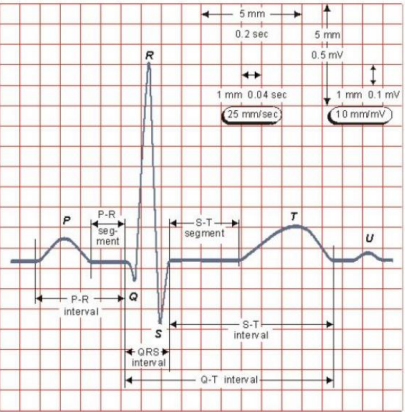 5 mm
0.2 sec
5 mm
0.5 mV
1 mm 0.04 sec
25 mm/sec
1 mm 0.1 mV
10 mm/mV
R
P
P-R
seg-
ment
S-T
segment
T
U
Q
S
P-R
interval
QRS
interval
S-T
interval
Q-T interval